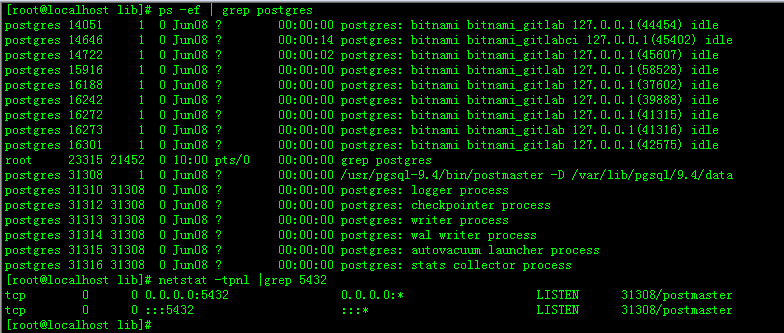 [root@localhost lib]# ps -ef | grep postgres
postgres 14051     1  0 Jun08 ?        00:00:00 postgres: bitnami bitnami_gitlab 127.0.0.1(44454) idle
postgres 14646     1  0 Jun08 ?        00:00:14 postgres: bitnami bitnami_gitlabci 127.0.0.1(45402) idle
postgres 14722     1  0 Jun08 ?        00:00:02 postgres: bitnami bitnami_gitlab 127.0.0.1(45607) idle
postgres 15916     1  0 Jun08 ?        00:00:00 postgres: bitnami bitnami_gitlab 127.0.0.1(58528) idle
postgres 16188     1  0 Jun08 ?        00:00:00 postgres: bitnami bitnami_gitlab 127.0.0.1(37602) idle
postgres 16242     1  0 Jun08 ?        00:00:00 postgres: bitnami bitnami_gitlab 127.0.0.1(39888) idle
postgres 16272     1  0 Jun08 ?        00:00:00 postgres: bitnami bitnami_gitlab 127.0.0.1(41315) idle
postgres 16273     1  0 Jun08 ?        00:00:00 postgres: bitnami bitnami_gitlab 127.0.0.1(41316) idle
postgres 16301     1  0 Jun08 ?        00:00:00 postgres: bitnami bitnami_gitlab 127.0.0.1(42575) idle
root     23315 21452  0 10:00 pts/0    00:00:00 grep postgres
postgres 31308     1  0 Jun08 ?        00:00:00 /usr/pgsql-9.4/bin/postmaster -D /var/lib/pgsql/9.4/data
postgres 31310 31308  0 Jun08 ?        00:00:00 postgres: logger process
postgres 31312 31308  0 Jun08 ?        00:00:00 postgres: checkpointer process
postgres 31313 31308  0 Jun08 ?        00:00:00 postgres: writer process
postgres 31314 31308  0 Jun08 ?        00:00:00 postgres: wal writer process
postgres 31315 31308  0 Jun08 ?        00:00:00 postgres: autovacuum launcher process
postgres 31316 31308  0 Jun08 ?        00:00:00 postgres: stats collector process
[root@localhost lib]# netstat -tpnl |grep 5432
tcp        0      0 0.0.0.0:5432                0.0.0.0:*                   LISTEN      31308/postmaster
tcp        0      0 :::5432                     :::*                        LISTEN      31308/postmaster
[root@localhost lib]#